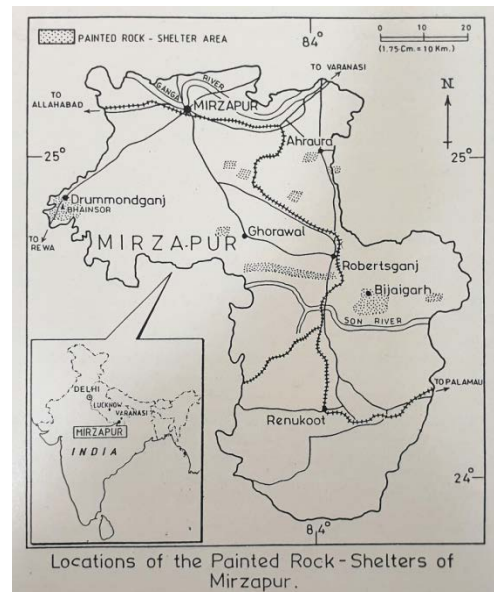 PAINTED ROCK-SHELTER AREA
84°
0 10 20
(1.75 Cm. = 10 Km.)
TO VARANASI
N
GANGA RIVER
TO ALLAHABAD
MIRZAPUR
Ahraura
25°
25°
Drummondganj
BHAINSOR
TO REWA
MIRZAPUR
Ghorawal
Robertsganj
Bijaigarh
SON RIVER
DELHI
LUCKNOW
VARANASI
MIRZAPUR
INDIA
TO PALAMAU
Renukoot
24°
84°
Locations of the Painted Rock-Shelters of
Mirzapur.